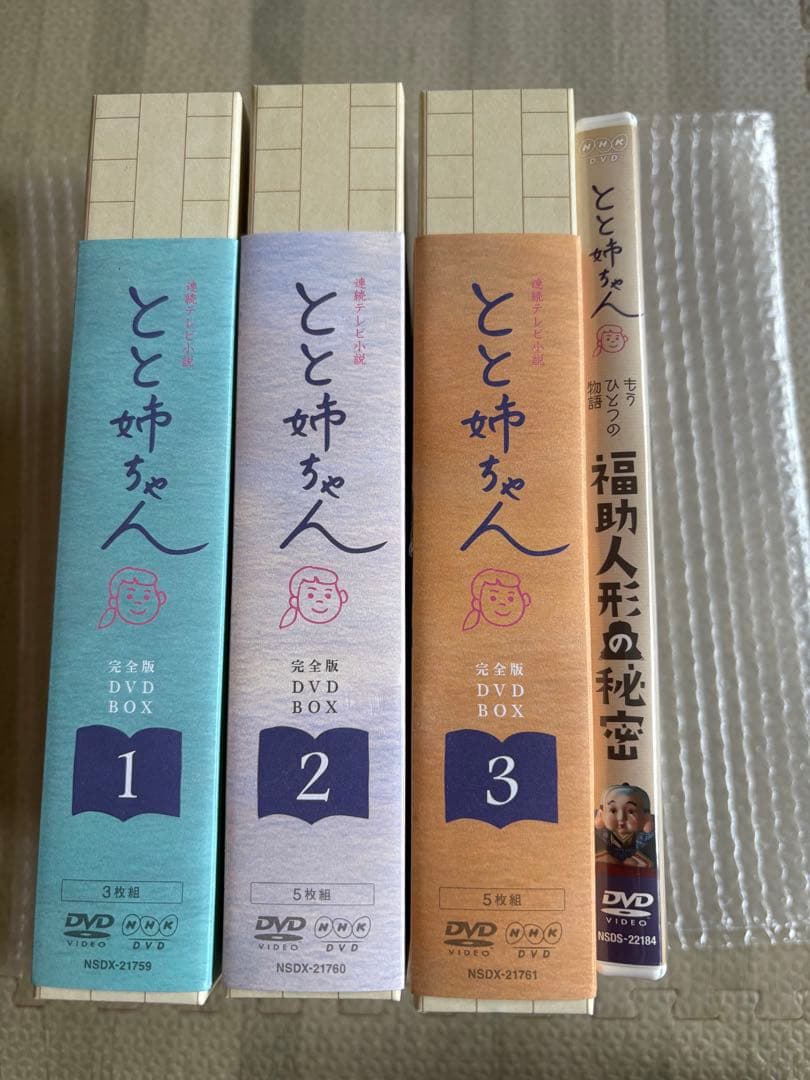 連続テレビ小説
とと姉ちゃん
完全版
DVD
BOX
1
3枚組
DVD
VIDEO
NHK
DVD
NSDX-21759
連続テレビ小説
とと姉ちゃん
完全版
DVD
BOX
2
5枚組
DVD
VIDEO
NHK
DVD
NSDX-21760
連続テレビ小説
とと姉ちゃん
完全版
DVD
BOX
3
5枚組
DVD
VIDEO
NHK
DVD
NSDX-21761
NHK
DVD
とと姉ちゃん
もう
ひとつの
物語
福助人形の秘密
DVD
VIDEO
NSDS-22184